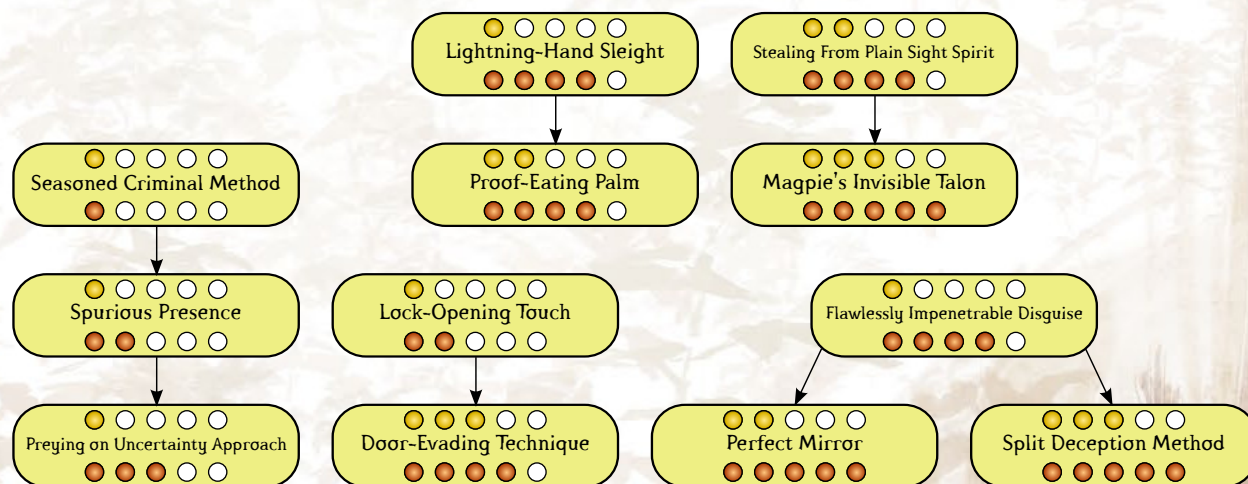 Lightning-Hand Sleight
Stealing From Plain Sight Spirit
Seasoned Criminal Method
Proof-Eating Palm
Magpie's Invisible Talon
Spurious Presence
Lock-Opening Touch
Flawlessly Impenetrable Disguise
Preying on Uncertainty Approach
Door-Evading Technique
Perfect Mirror
Split Deception Method